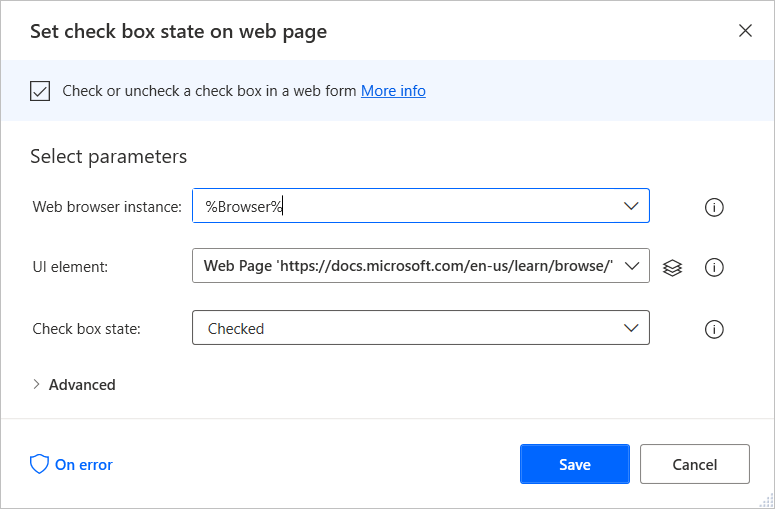 Set check box state on web page
Check or uncheck a check box in a web form More info
Select parameters
Web browser instance: %Browser%
UI element: Web Page 'https://docs.microsoft.com/en-us/learn/browse/'
Check box state: Checked
Advanced
On error Save Cancel